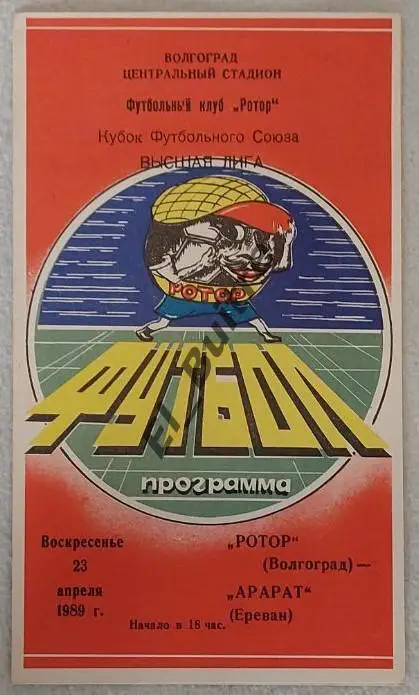 ВОЛГОГРАД
ЦЕНТРАЛЬНЫЙ СТАДИОН
Футбольный клуб „Ротор"
Кубок Футбольного Союза
ВЫСШАЯ ЛИГА
РОТОР
ФУТБОЛ
программа
Воскресенье
23
апреля
1989 г.
Начало в 18 час.
„РОТОР"
(Волгоград) —
„АРАРАТ"
(Ереван)